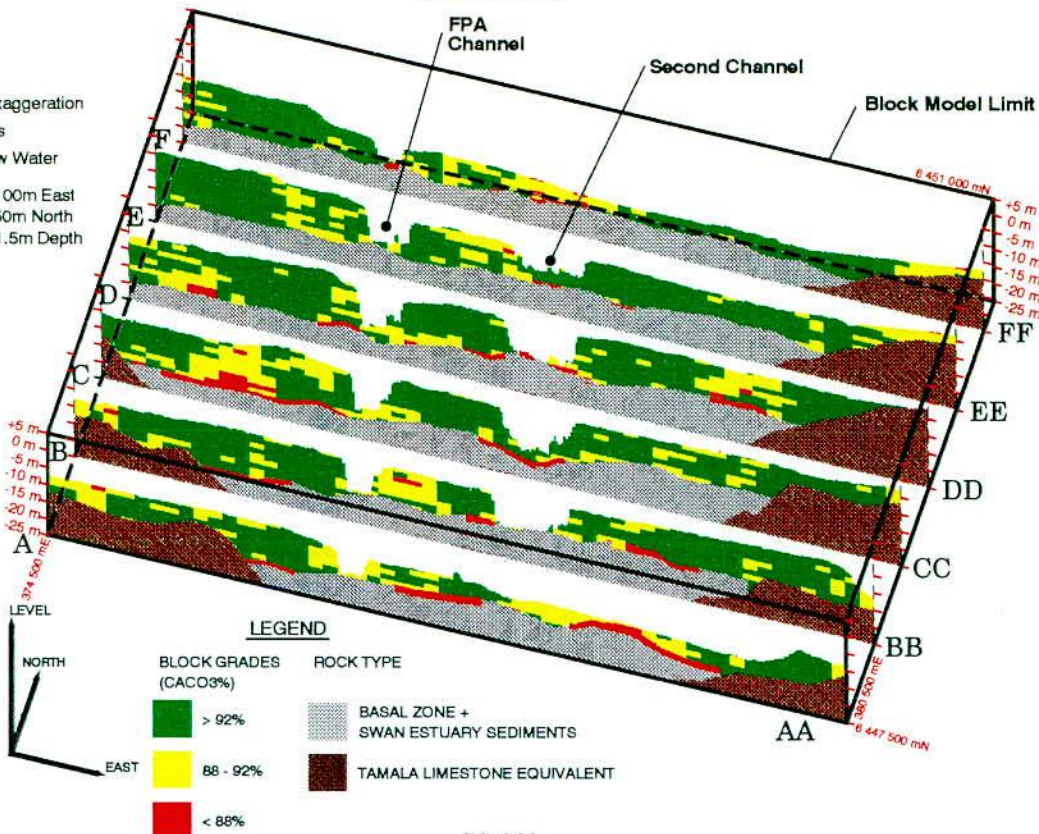 FPA
Channel
Second Channel
Block Model Limit
6 451 000 mN
+5 m
0 m
-5 m
-10 m
-15 m
-20 m
-25 m
F
E
D
C
B
A
FF
EE
DD
CC
BB
AA
+5 m
0 m
-5 m
-10 m
-15 m
-20 m
-25 m
374 500 mE
380 500 mE
6 447 500 mN
LEVEL
NORTH
EAST
LEGEND
BLOCK GRADES
(CACO3%)
> 92%
88 - 92%
< 88%
ROCK TYPE
BASAL ZONE +
SWAN ESTUARY SEDIMENTS
TAMALA LIMESTONE EQUIVALENT
Water
00m East
50m North
1.5m Depth